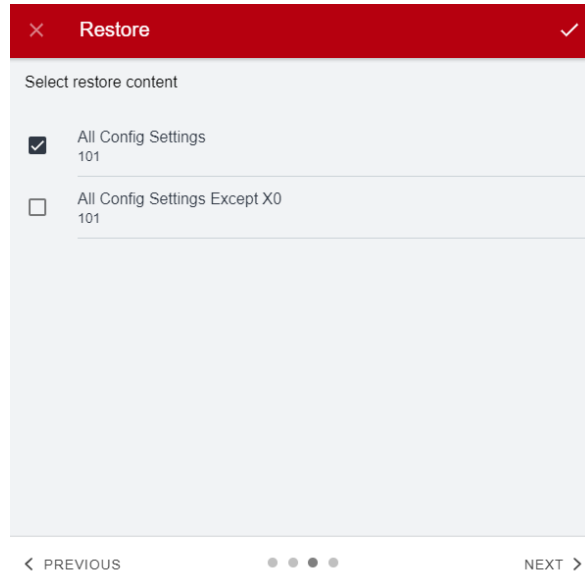 Restore
Select restore content
All Config Settings
101
All Config Settings Except X0
101
PREVIOUS
NEXT